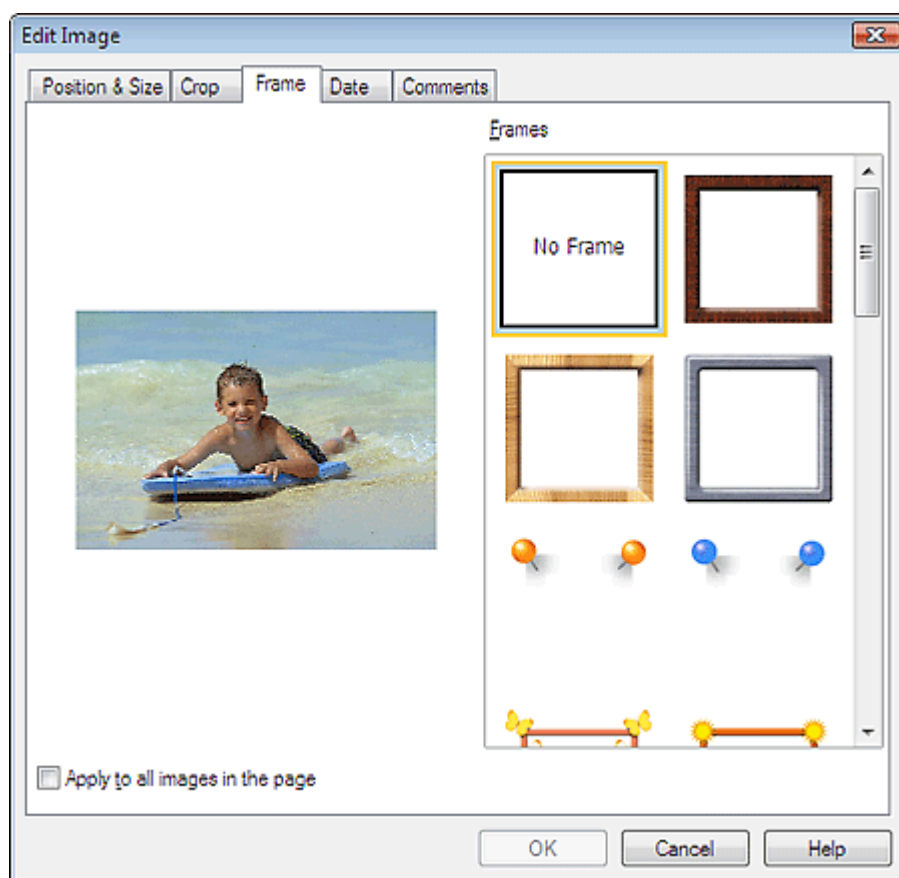 Edit Image
Position & Size Crop Frame Date Comments
Frames
No Frame
Apply to all images in the page
OK Cancel Help